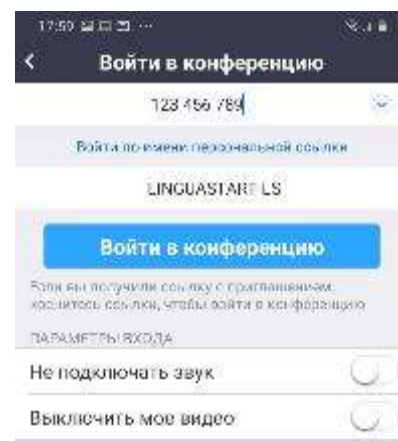 17:59
Войти в конференцию
123 456 789
Войти по имени персональной ссылки
LINGUASTART LS
Войти в конференцию
Если вы получили ссылку с приглашением,
коснитесь ссылки, чтобы войти в конференцию
ПАРАМЕТРЫ ВХОДА
Не подключать звук
Выключить мое видео